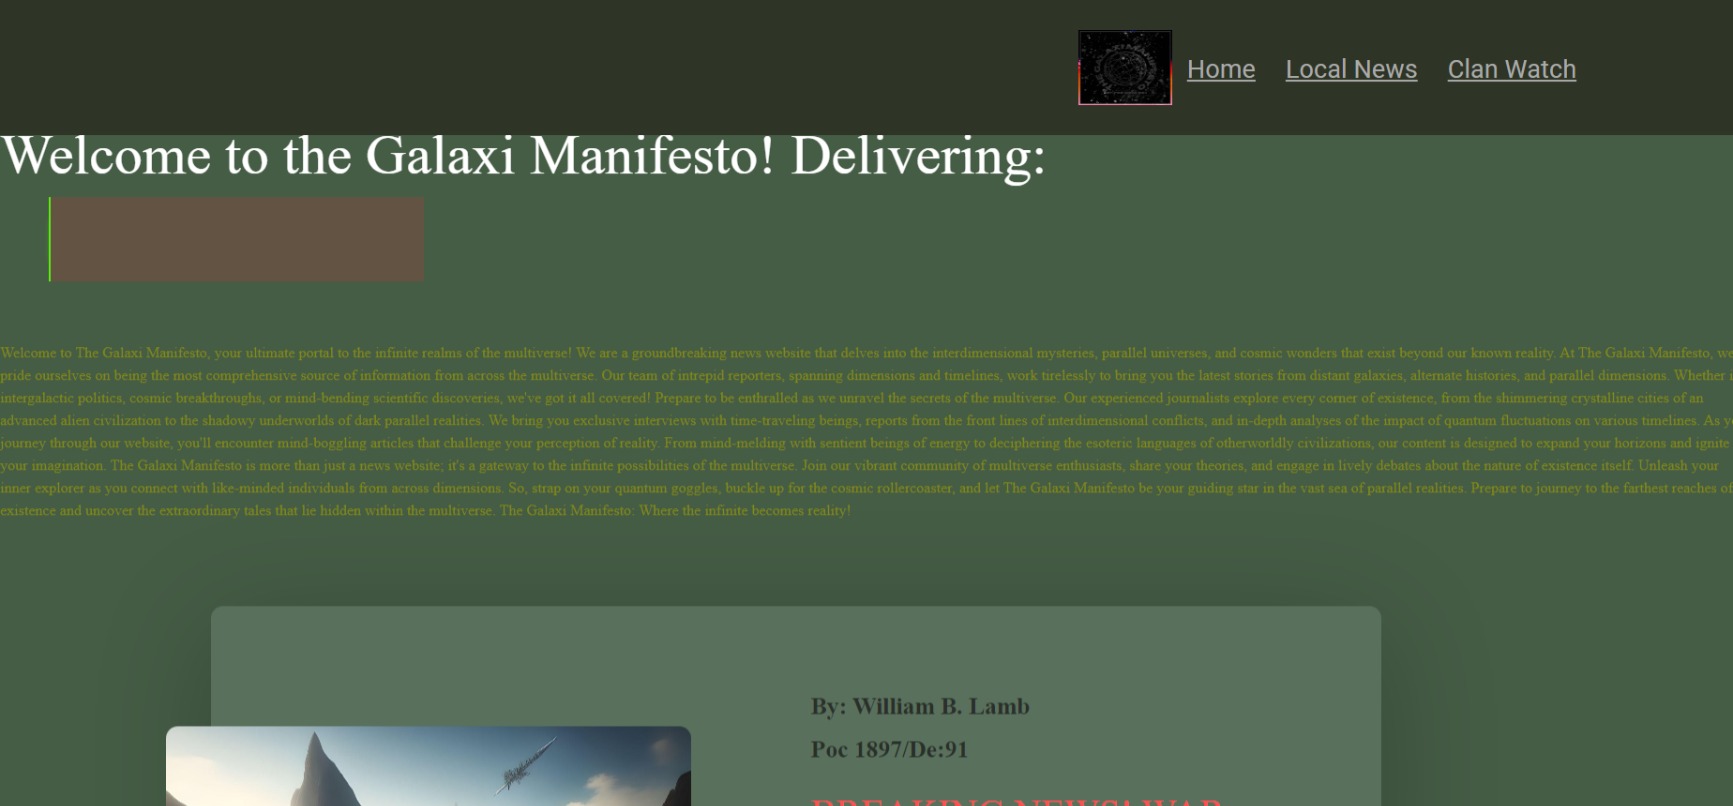 Home Local News Clan Watch
Welcome to the Galaxi Manifesto! Delivering:
Welcome to The Galaxi Manifesto, your ultimate portal to the infinite realms of the multiverse! We are a groundbreaking news website that delves into the interdimensional mysteries, parallel universes, and cosmic wonders that exist beyond our known reality. At The Galaxi Manifesto, we
pride ourselves on being the most comprehensive source of information from across the multiverse. Our team of intrepid reporters, spanning dimensions and timelines, work tirelessly to bring you the latest stories from distant galaxies, alternate histories, and parallel dimensions. Whether
intergalactic politics, cosmic breakthroughs, or mind-bending scientific discoveries, we've got it all covered! Prepare to be enthralled as we unravel the secrets of the multiverse. Our experienced journalists explore every corner of existence, from the shimmering crystalline cities of an
advanced alien civilization to the shadowy underworlds of dark parallel realities. We bring you exclusive interviews with time-traveling beings, reports from the front lines of interdimensional conflicts, and in-depth analyses of the impact of quantum fluctuations on various timelines. As
journey through our website, you'll encounter mind-boggling articles that challenge your perception of reality. From mind-melding with sentient beings of energy to deciphering the esoteric languages of otherworldly civilizations, our content is designed to expand your horizons and ignite
your imagination. The Galaxi Manifesto is more than just a news website; it's a gateway to the infinite possibilities of the multiverse. Join our vibrant community of multiverse enthusiasts, share your theories, and engage in lively debates about the nature of existence itself. Unleash your
inner explorer as you connect with like-minded individuals from across dimensions. So, strap on your quantum goggles, buckle up for the cosmic rollercoaster, and let The Galaxi Manifesto be your guiding star in the vast sea of parallel realities. Prepare to journey to the farthest reaches of
existence and uncover the extraordinary tales that lie hidden within the multiverse. The Galaxi Manifesto: Where the infinite becomes reality!
By: William B. Lamb
Poc 1897/De:91
BREAKING NEWS! WAR